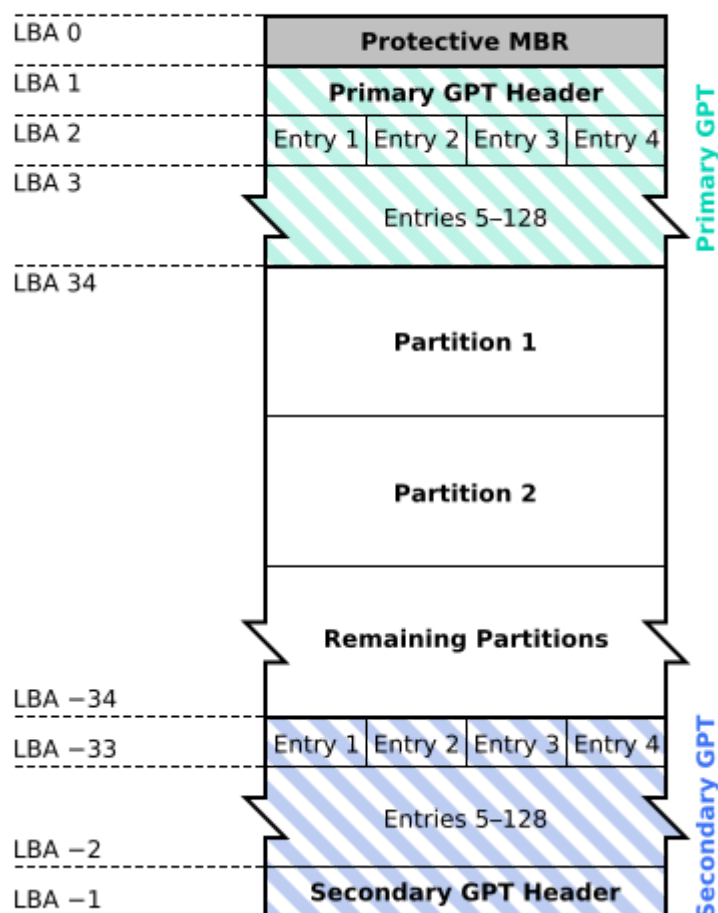 LBA 0
Protective MBR
LBA 1
Primary GPT Header
LBA 2
Entry 1 Entry 2 Entry 3 Entry 4
LBA 3
Entries 5–128
Primary GPT
LBA 34
Partition 1
Partition 2
Remaining Partitions
LBA −34
LBA −33
Entry 1 Entry 2 Entry 3 Entry 4
Entries 5–128
LBA −2
LBA −1
Secondary GPT Header
Secondary GPT